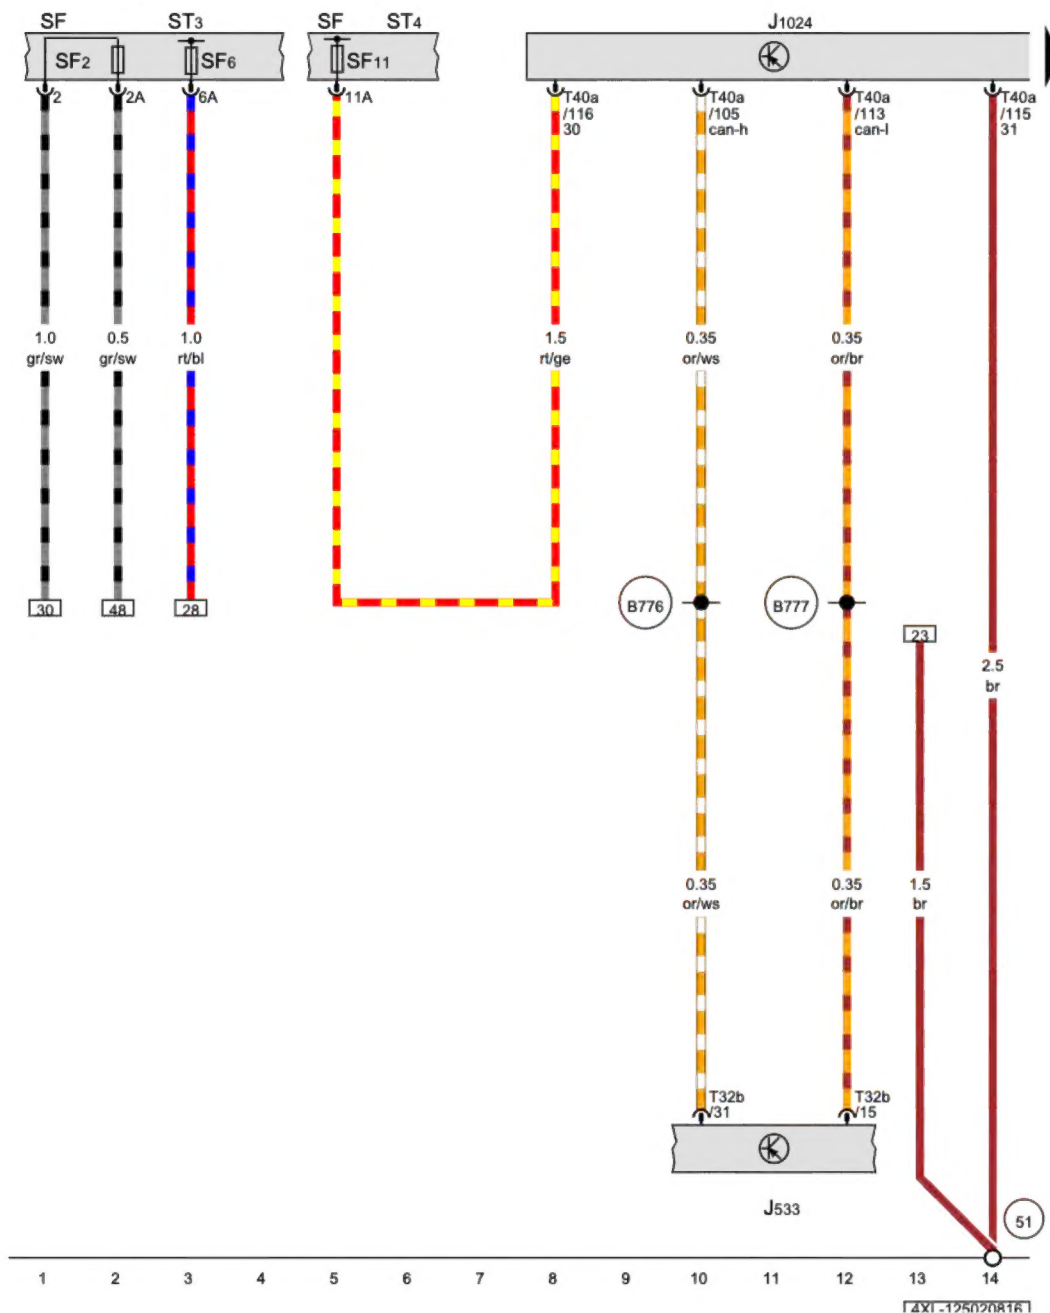 SF ST3 SF ST4 J1024
SF2 SF6 SF11
2 2A 6A 11A T40a T40a T40a T40a
/116 /105 /113 /115
30 can-h can-l 31
1.0 0.5 1.0 1.5 0.35 0.35
gr/sw gr/sw rt/bl rt/ge or/ws or/br
30 48 28 B776 B777
23
2.5
br
0.35 0.35 1.5
or/ws or/br br
T32b T32b
/31 /15
J533
51
1 2 3 4 5 6 7 8 9 10 11 12 13 14
4XL-125020816